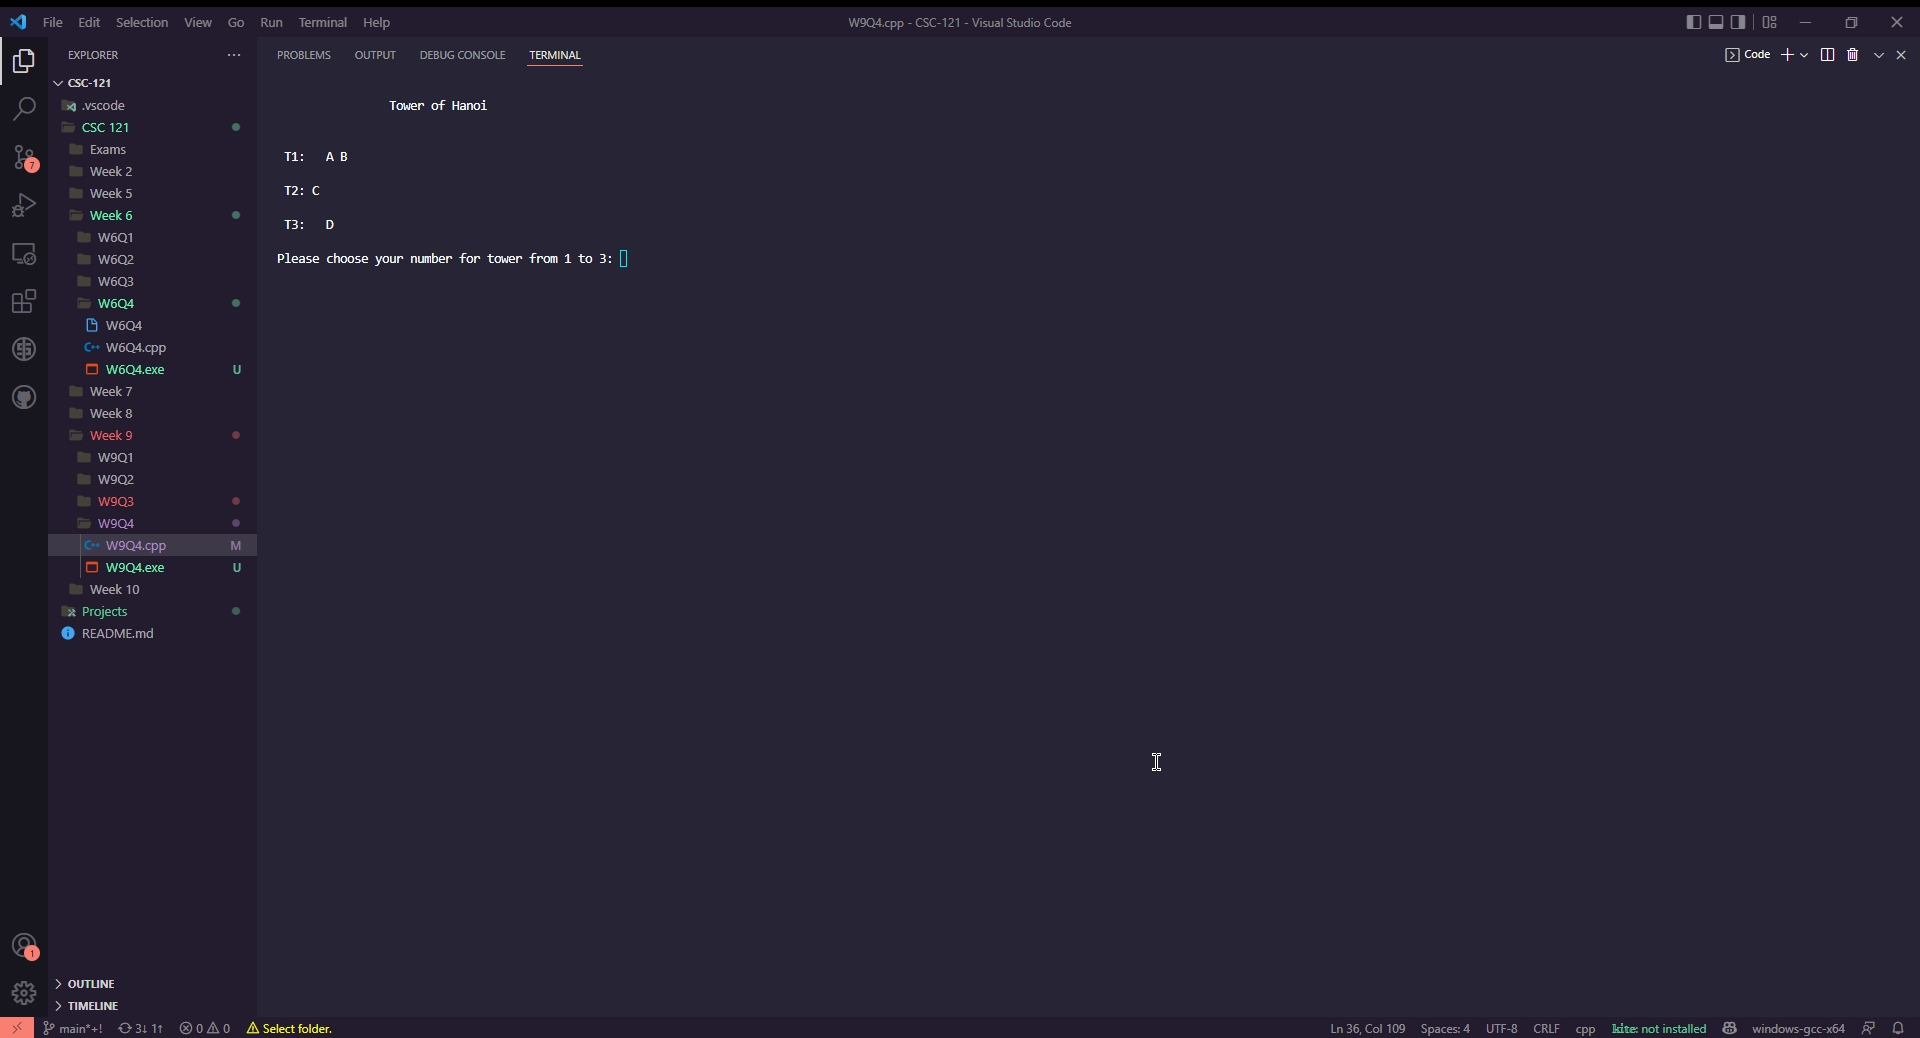 File Edit Selection View Go Run Terminal Help
W9Q4.cpp - CSC-121 - Visual Studio Code
EXPLORER
CSC-121
.vscode
CSC 121
Exams
Week 2
Week 5
Week 6
W6Q1
W6Q2
W6Q3
W6Q4
W6Q4
W6Q4.cpp
W6Q4.exe U
Week 7
Week 8
Week 9
W9Q1
W9Q2
W9Q3
W9Q4
W9Q4.cpp M
W9Q4.exe U
Week 10
Projects
README.md
OUTLINE
TIMELINE
7
1
PROBLEMS OUTPUT DEBUG CONSOLE TERMINAL
Code
Tower of Hanoi
T1: A B
T2: C
T3: D
Please choose your number for tower from 1 to 3:
main*+! 3↓ 1↑ 0 0 Select folder.
Ln 36, Col 109 Spaces: 4 UTF-8 CRLF cpp kite: not installed windows-gcc-x64